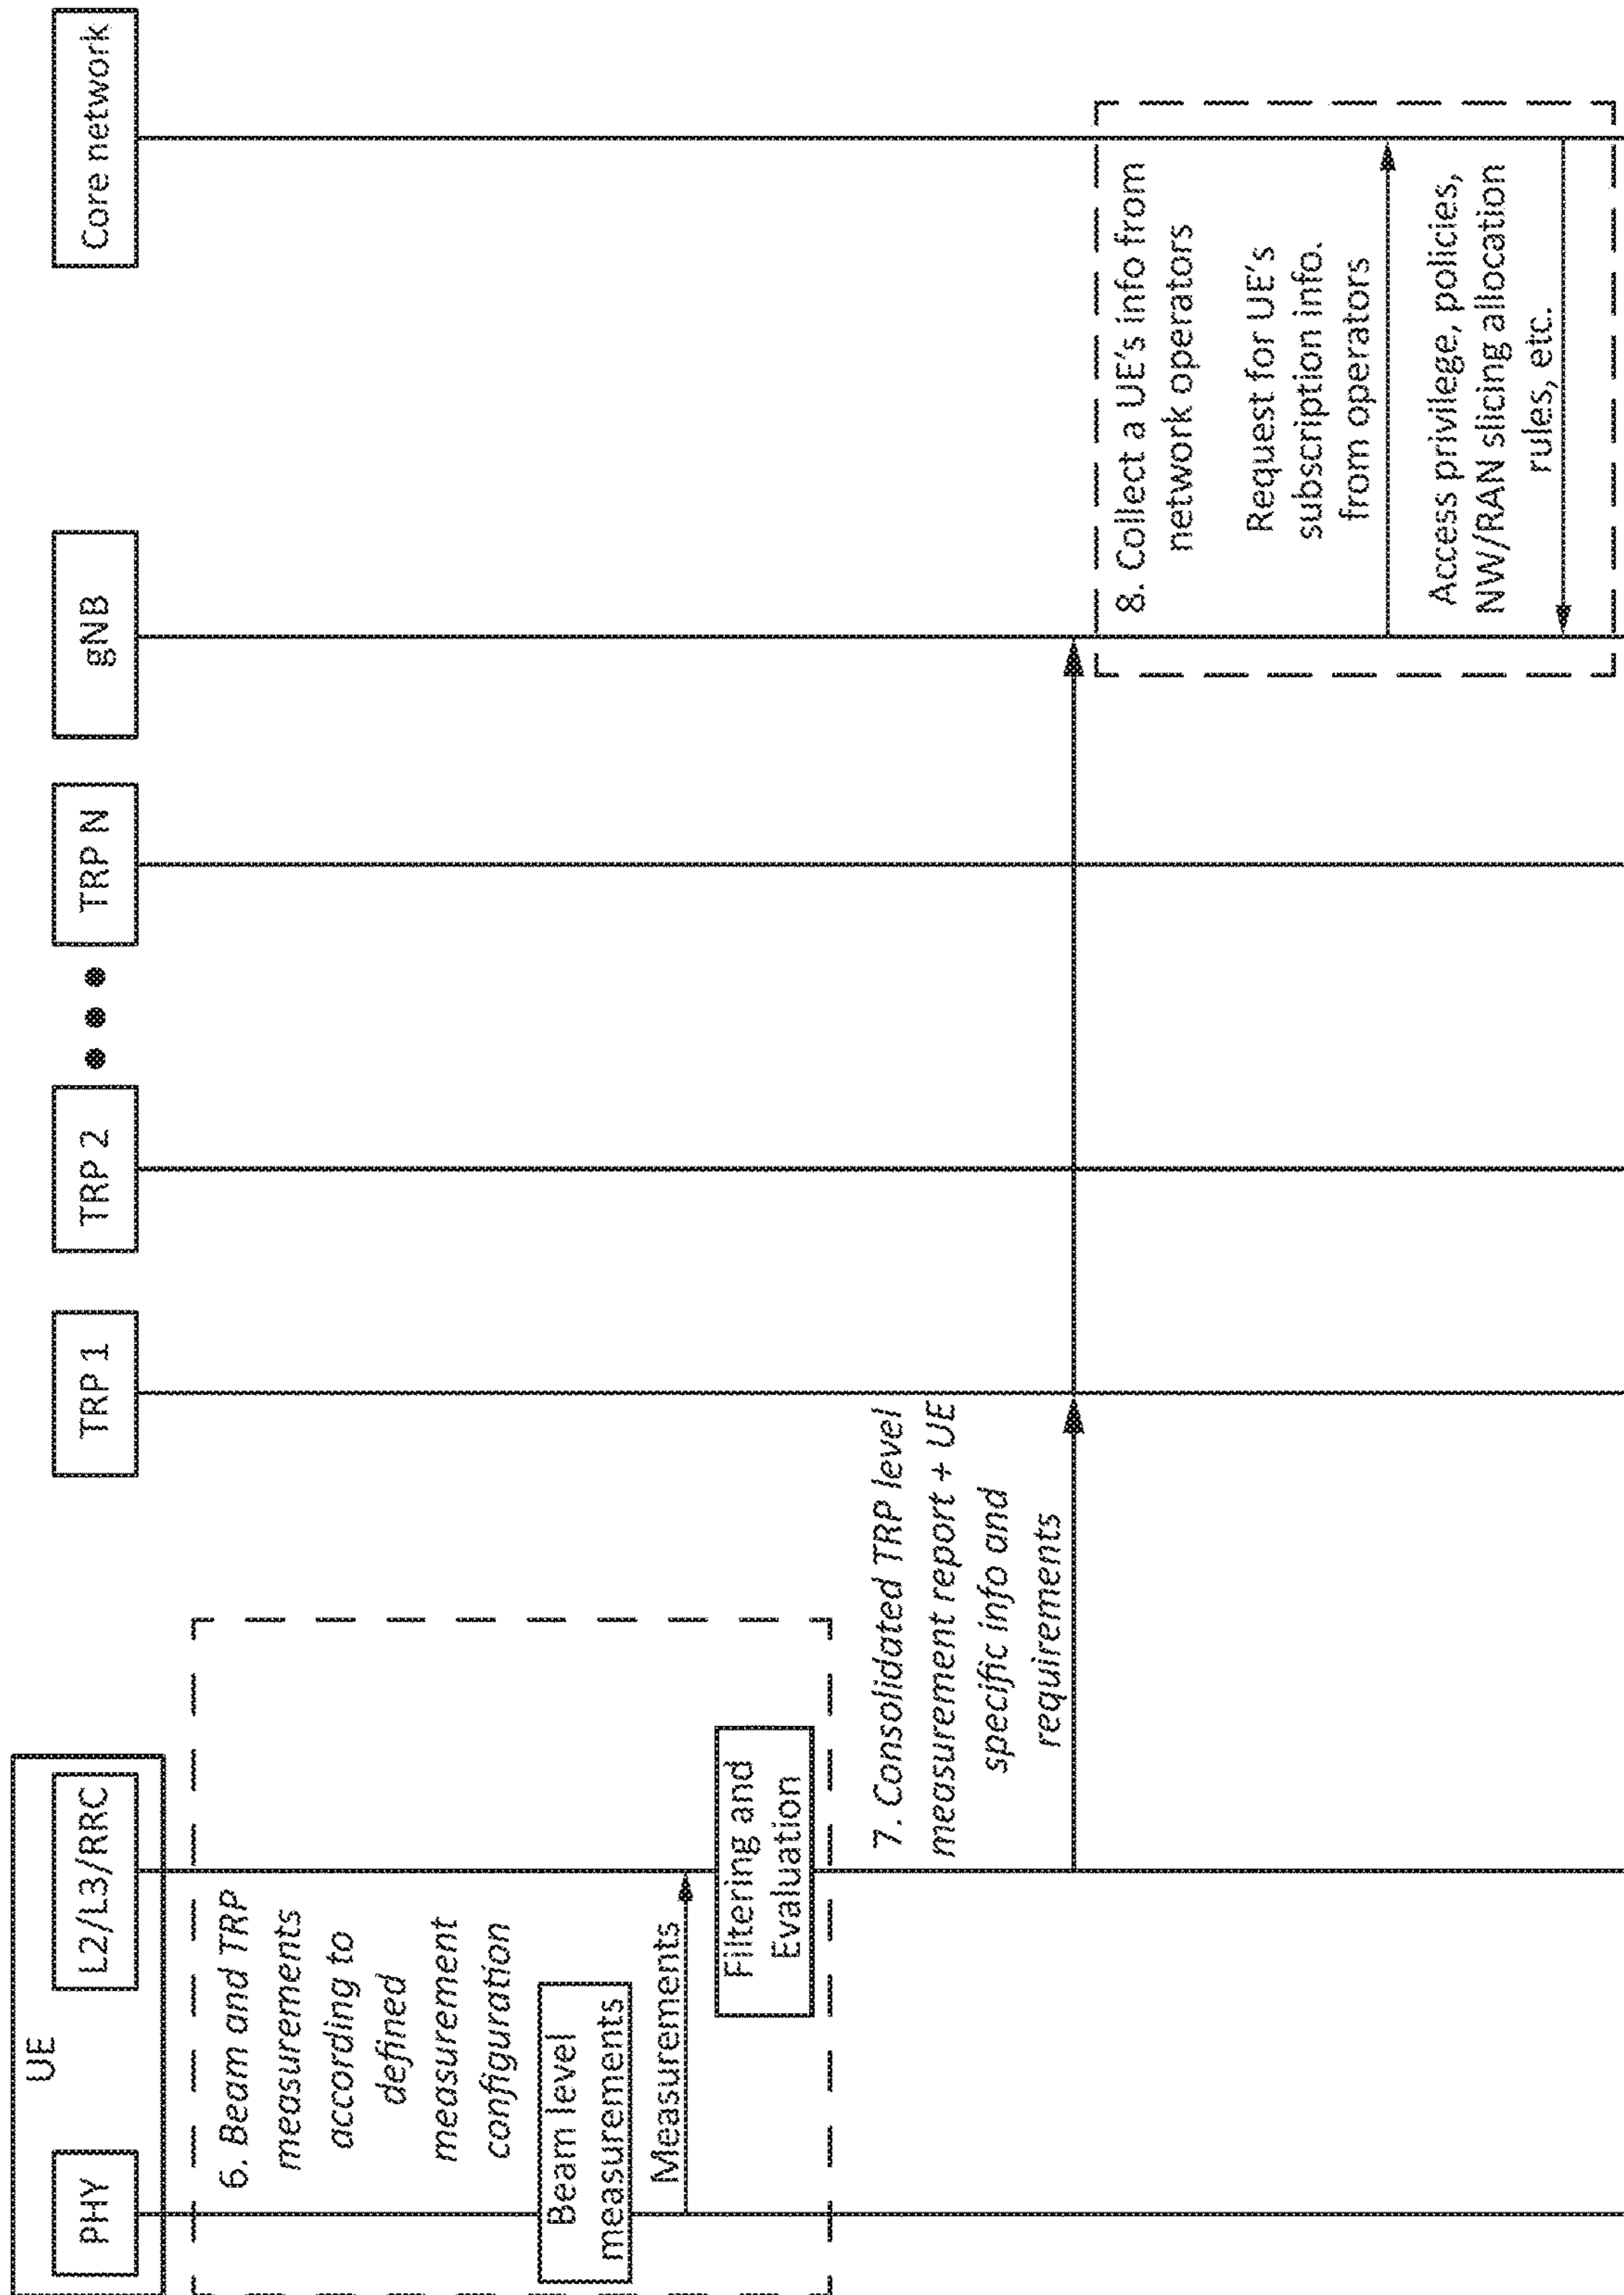 UE
PHY
L2/L3/RRC
TRP 1
TRP 2
TRP N
gNB
Core network
6. Beam and TRP
measurements
according to
defined
measurement
configuration
Beam level
measurements
Measurements
Filtering and
Evaluation
7. Consolidated TRP level
measurement report + UE
specific info and
requirements
8. Collect a UE's info from
network operators
Request for UE's
subscription info.
from operators
Access privilege, policies,
NW/RAN slicing allocation
rules, etc.